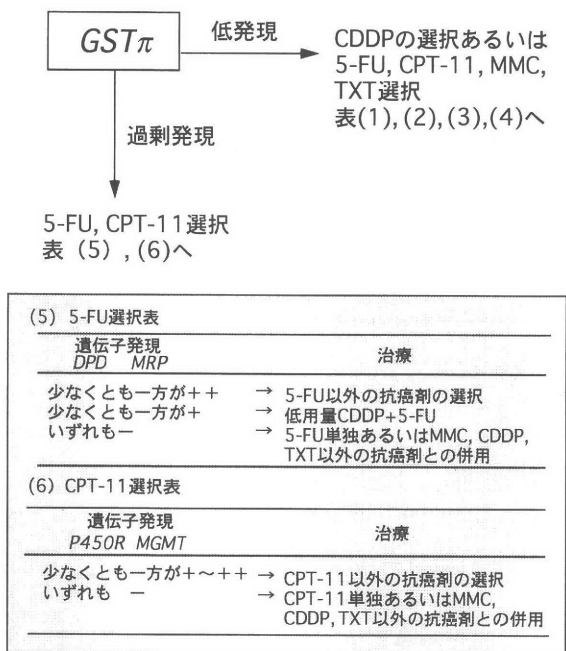 GSTπ
低発現
CDDPの選択あるいは
5-FU, CPT-11, MMC,
TXT選択
表(1), (2), (3),(4)へ
過剰発現
5-FU, CPT-11選択
表（5）, (6)へ
(5) 5-FU選択表
遺伝子発現 治療
DPD MRP
少なくとも一方が＋＋ → 5-FU以外の抗癌剤の選択
少なくとも一方が＋ → 低用量CDDP+5-FU
いずれもー → 5-FU単独あるいはMMC, CDDP,
TXT以外の抗癌剤との併用
(6) CPT-11選択表
遺伝子発現 治療
P450R MGMT
少なくとも一方が＋～＋＋ → CPT-11以外の抗癌剤の選択
いずれも ー → CPT-11単独あるいはMMC,
CDDP, TXT以外の抗癌剤との併用